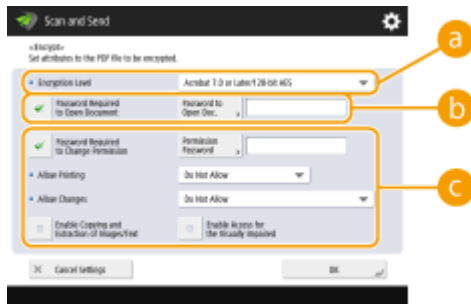 Scan and Send
<Encrypt>
Set attributes to the PDF file to be encrypted.
Encryption Level
Acrobat 7.0 or Later/128-bit AES
a
Password Required to Open Document
Password to Open Doc.
b
Password Required to Change Permission
Permission Password
Allow Printing
Do Not Allow
c
Allow Changes
Do Not Allow
Enable Copying and Extraction of Images/Text
Enable Access for the Visually Impaired
Cancel Settings
OK